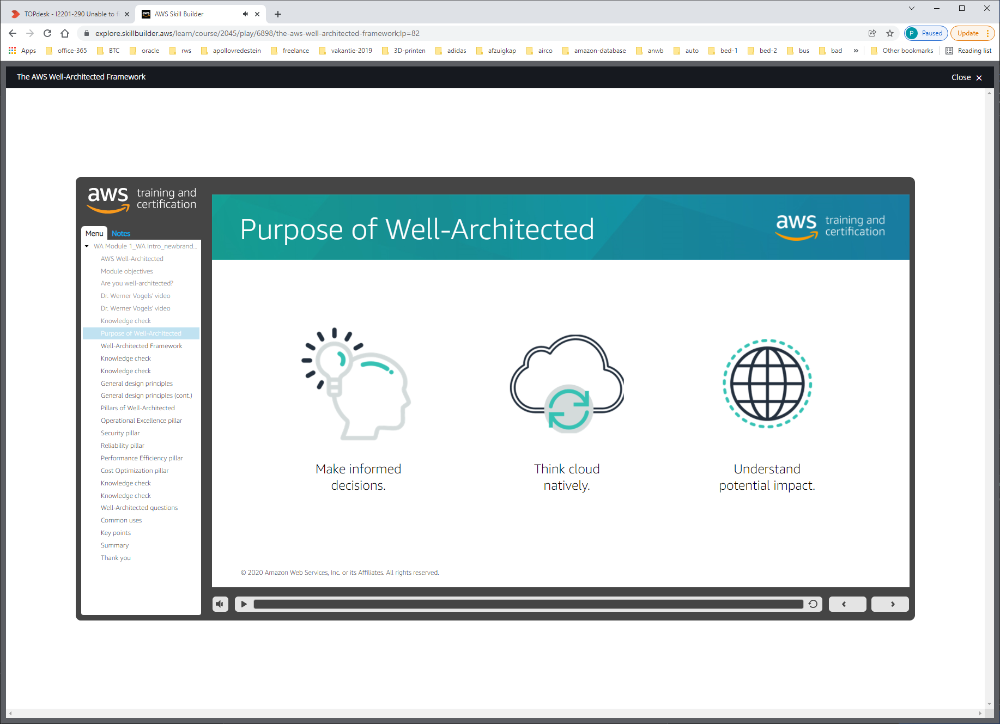 TOPdesk - I2201-290 Unable to f
AWS Skill Builder
explore.skillbuilder.aws/learn/course/2045/play/6898/the-aws-well-architected-framework;lp=82
P Paused
Update
Apps office-365 BTC oracle rws apollovredestein freelance vakantie-2019 3D-printen adidas afzuigkap airco amazon-database anwb auto bed-1 bed-2 bus bad » Other bookmarks Reading list
The AWS Well-Architected Framework
Close
aws training and
certification
Menu Notes
WA Module 1_WA Intro_newbrand...
AWS Well-Architected
Module objectives
Are you well-architected?
Dr. Werner Vogels' video
Dr. Werner Vogels' video
Knowledge check
Purpose of Well-Architected
Well-Architected Framework
Knowledge check
Knowledge check
General design principles
General design principles (cont.)
Pillars of Well-Architected
Operational Excellence pillar
Security pillar
Reliability pillar
Performance Efficiency pillar
Cost Optimization pillar
Knowledge check
Knowledge check
Well-Architected questions
Common uses
Key points
Summary
Thank you
Purpose of Well-Architected
aws training and
certification
Make informed
decisions.
Think cloud
natively.
Understand
potential impact.
© 2020 Amazon Web Services, Inc. or its Affiliates. All rights reserved.